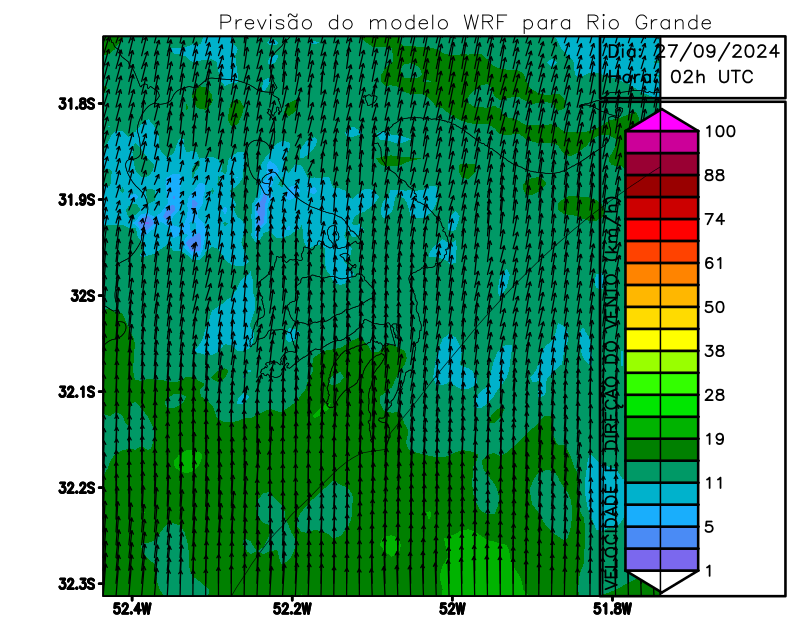 Previsão do modelo WRF para Rio Grande
Dia: 27/09/2024
Hora: 02h UTC
31.8S
31.9S
32S
32.1S
32.2S
32.3S
52.4W
52.2W
52W
51.8W
VELOCIDADE E DIREÇÃO DO VENTO (km/h)
100
88
74
61
50
38
28
19
11
5
1